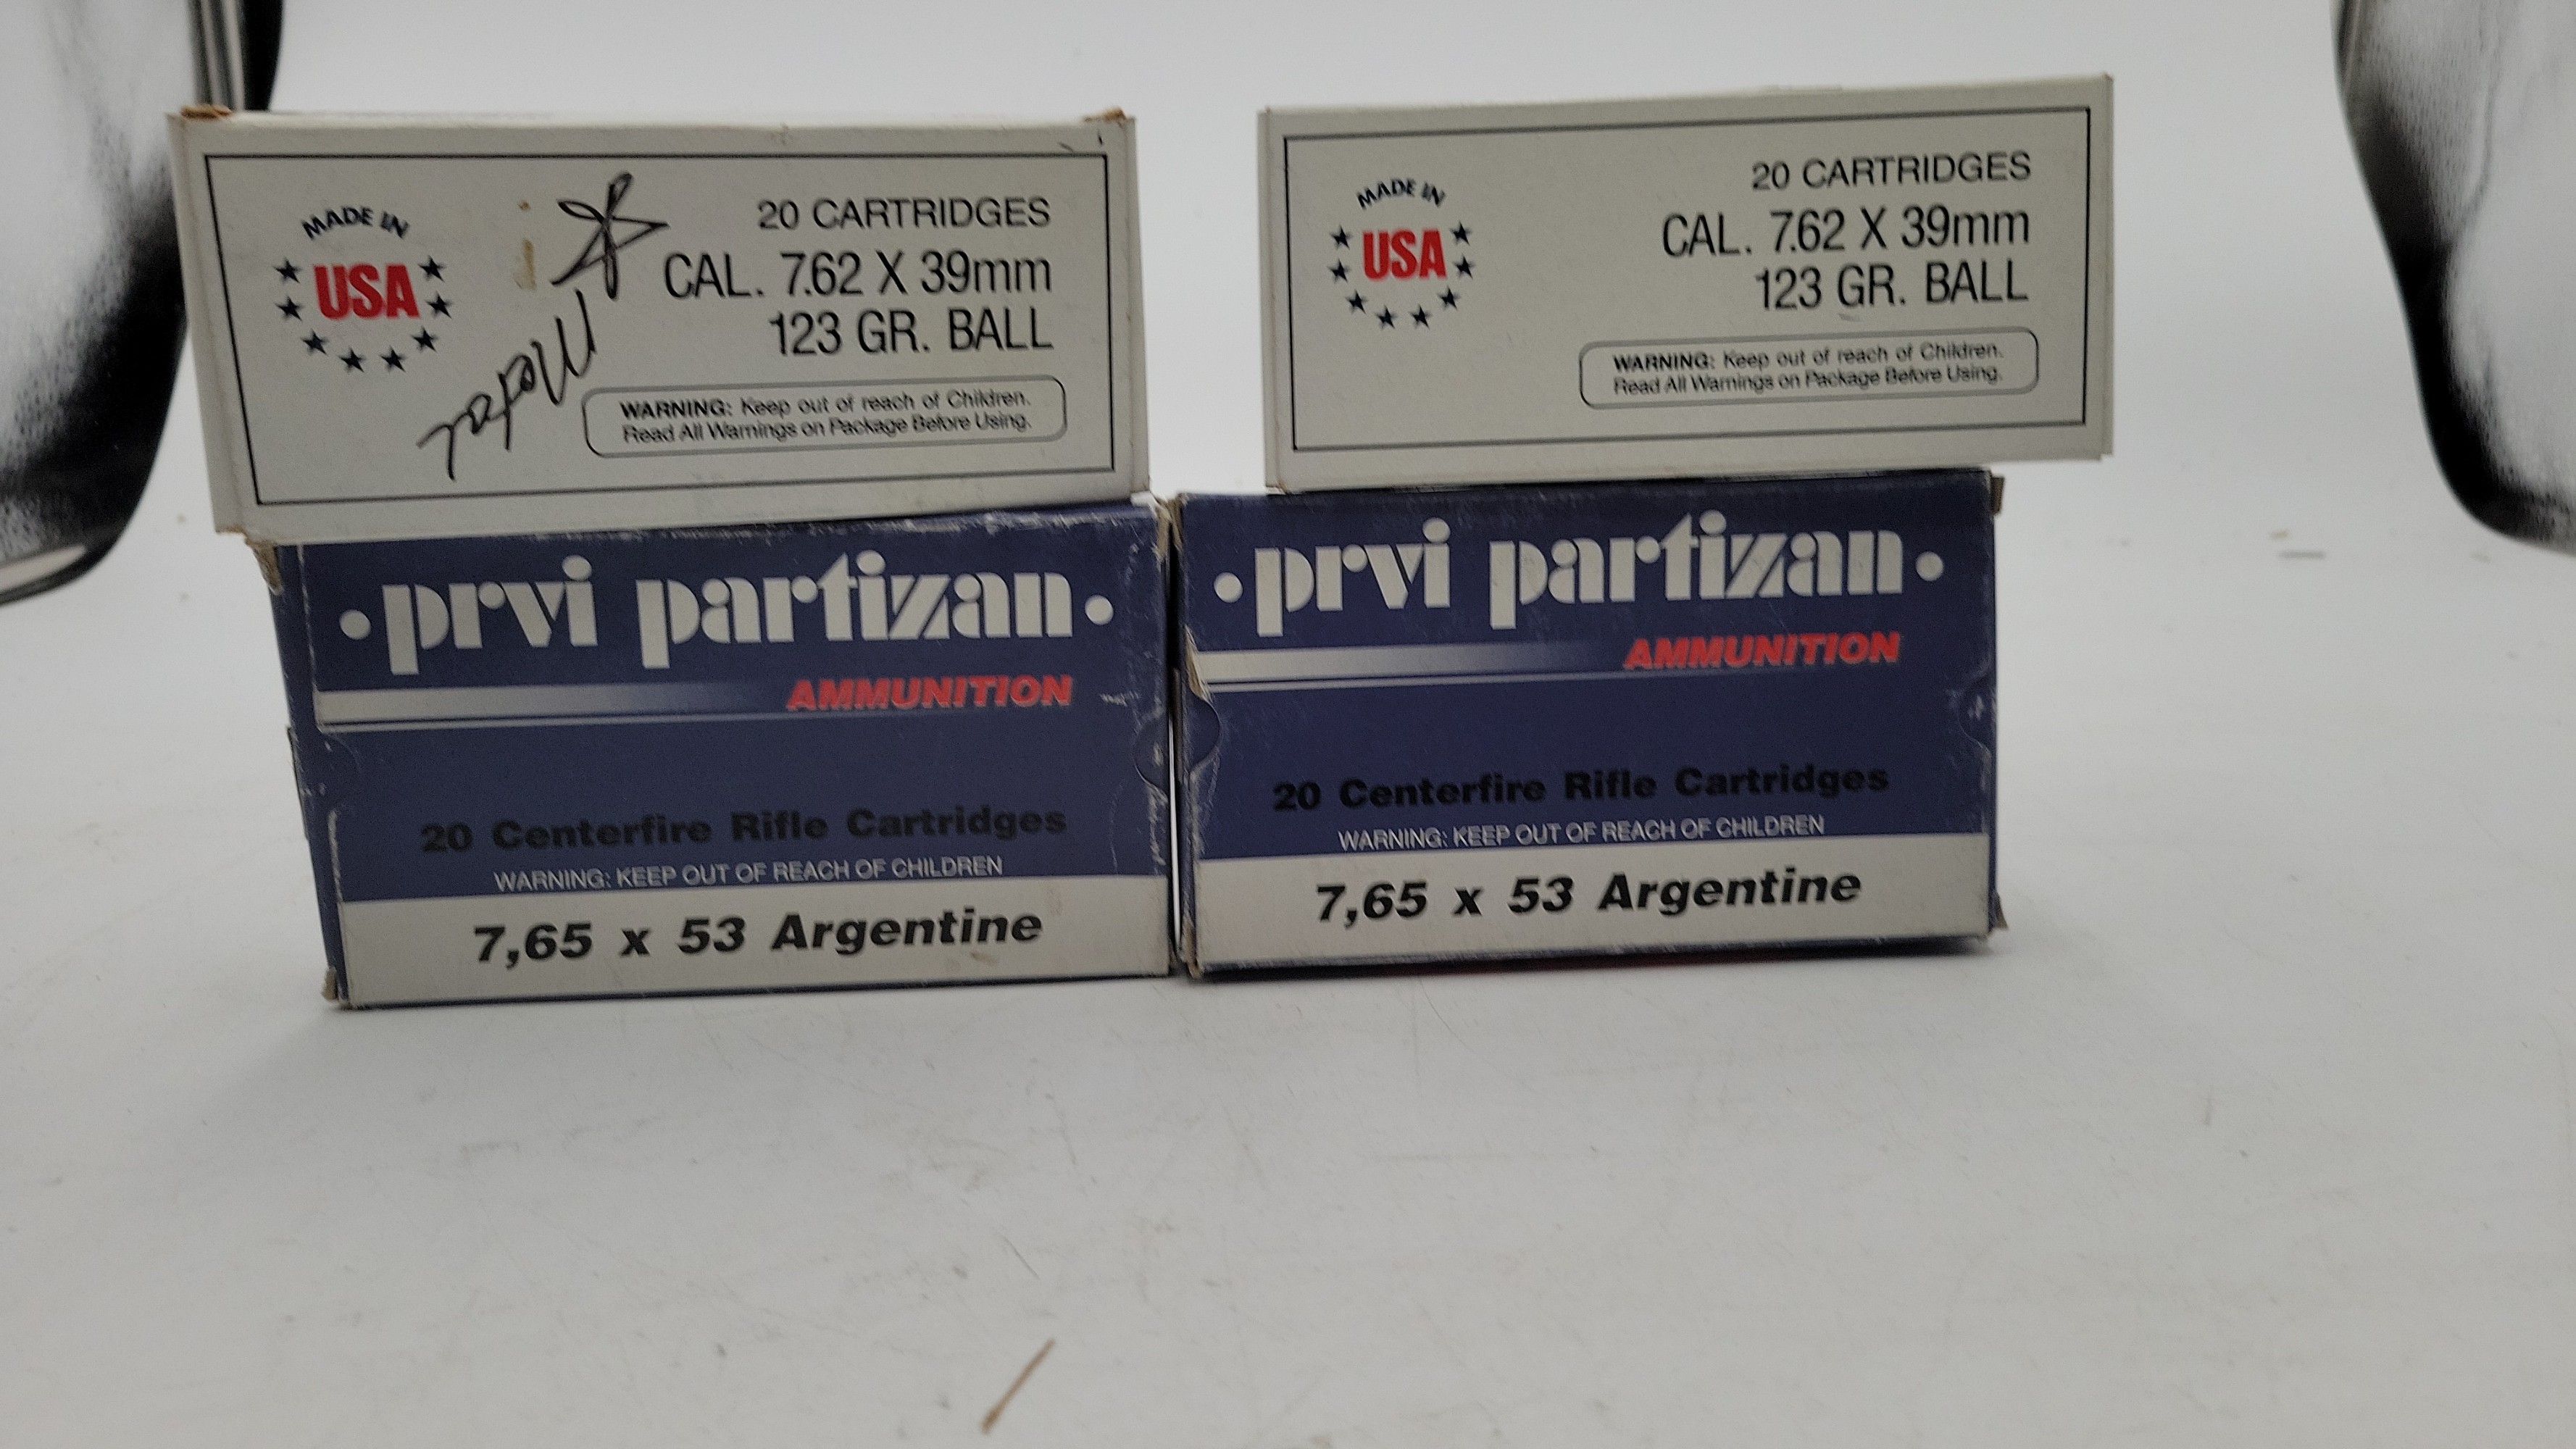 MADE IN
USA
20 CARTRIDGES
CAL. 7.62 X 39mm
123 GR. BALL
WARNING: Keep out of reach of Children.
Read All Warnings on Package Before Using.
MADE IN
USA
20 CARTRIDGES
CAL. 7.62 X 39mm
123 GR. BALL
WARNING: Keep out of reach of Children.
Read All Warnings on Package Before Using.
• prvi partizan •
AMMUNITION
20 Centerfire Rifle Cartridges
WARNING: KEEP OUT OF REACH OF CHILDREN
7,65 x 53 Argentine
• prvi partizan •
AMMUNITION
20 Centerfire Rifle Cartridges
WARNING: KEEP OUT OF REACH OF CHILDREN
7,65 x 53 Argentine